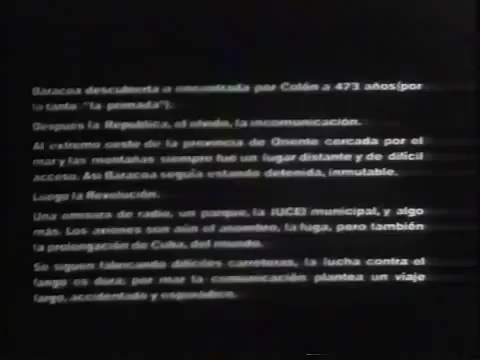 Baracoa descubierta o encontrada por Colón a 473 años(por
lo tanto "la primada").
Después la República, el olvido, la incomunicación.
Al extremo oeste de la provincia de Oriente cercada por el
mar y las montañas siempre fue un lugar distante y de difícil
acceso. Así Baracoa seguía estando detenida, inmutable.
Luego la Revolución.
Una emisora de radio, un parque, la JUCEI municipal, y algo
más. Los aviones son aún el asombro, la fuga, pero también
la prolongación de Cuba, del mundo.
Se siguen fabricando difíciles carreteras, la lucha contra el
fango es dura; por mar la comunicación plantea un viaje
largo, accidentado y esporádico.